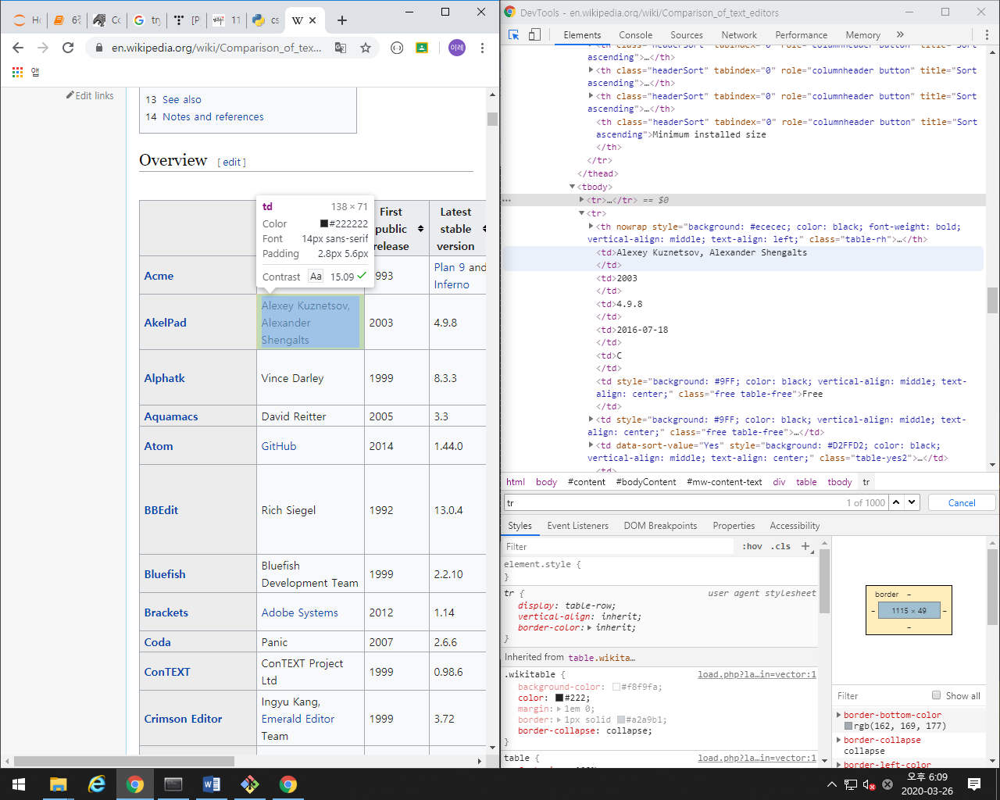 Ho
6
Co
try
[P
11
cs
W
DevTools - en.wikipedia.org/wiki/Comparison_of_text_editors
en.wikipedia.org/wiki/Comparison_of_tex...
이레
앱
Elements
Console
Sources
Network
Performance
Memory
Edit links
13 See also
14 Notes and references
Overview [ edit ]
td 138 × 71
Color #222222
Font 14px sans-serif
Padding 2.8px 5.6px
Contrast Aa 15.09
First public release
Latest stable version
Acme 1993 Plan 9 and Inferno
AkelPad Alexey Kuznetsov, Alexander Shengalts 2003 4.9.8
Alphatk Vince Darley 1999 8.3.3
Aquamacs David Reitter 2005 3.3
Atom GitHub 2014 1.44.0
BBEdit Rich Siegel 1992 13.0.4
Bluefish Bluefish Development Team 1999 2.2.10
Brackets Adobe Systems 2012 1.14
Coda Panic 2007 2.6.6
ConTEXT ConTEXT Project Ltd 1999 0.98.6
Crimson Editor Ingyu Kang, Emerald Editor Team 1999 3.72
<th class="headerSort" tabindex="0" role="columnheader button" title="Sort
ascending">…</th>
<th class="headerSort" tabindex="0" role="columnheader button" title="Sort
ascending">…</th>
<th class="headerSort" tabindex="0" role="columnheader button" title="Sort
ascending">…</th>
<th class="headerSort" tabindex="0" role="columnheader button" title="Sort
ascending">Minimum installed size
</th>
</tr>
</thead>
<tbody>
<tr>…</tr> == $0
<tr>
<th nowrap style="background: #ececec; color: black; font-weight: bold;
vertical-align: middle; text-align: left;" class="table-rh">…</th>
<td>Alexey Kuznetsov, Alexander Shengalts
</td>
<td>2003
</td>
<td>4.9.8
</td>
<td>2016-07-18
</td>
<td>C
</td>
<td style="background: #9FF; color: black; vertical-align: middle; text-
align: center;" class="free table-free">Free
</td>
<td style="background: #9FF; color: black; vertical-align: middle; text-
align: center;" class="free table-free">…</td>
<td data-sort-value="Yes" style="background: #D2FFD2; color: black;
vertical-align: middle; text-align: center;" class="table-yes2">…</td>
<td>
html body #content #bodyContent #mw-content-text div table tbody tr
tr 1 of 1000 Cancel
Styles Event Listeners DOM Breakpoints Properties Accessibility
Filter :hov .cls +
element.style {
}
tr { user agent stylesheet
display: table-row;
vertical-align: inherit;
border-color: inherit;
}
Inherited from table.wikita…
.wikitable { load.php?la…in=vector:1
background-color: #f8f9fa;
color: #222;
margin: 1em 0;
border: 1px solid #a2a9b1;
border-collapse: collapse;
}
table { load.php?la…in=vector:1
border –
–
1115 × 49
–
–
Filter Show all
border-bottom-color
rgb(162, 169, 177)
border-collapse
collapse
border-left-color
오후 6:09
2020-03-26